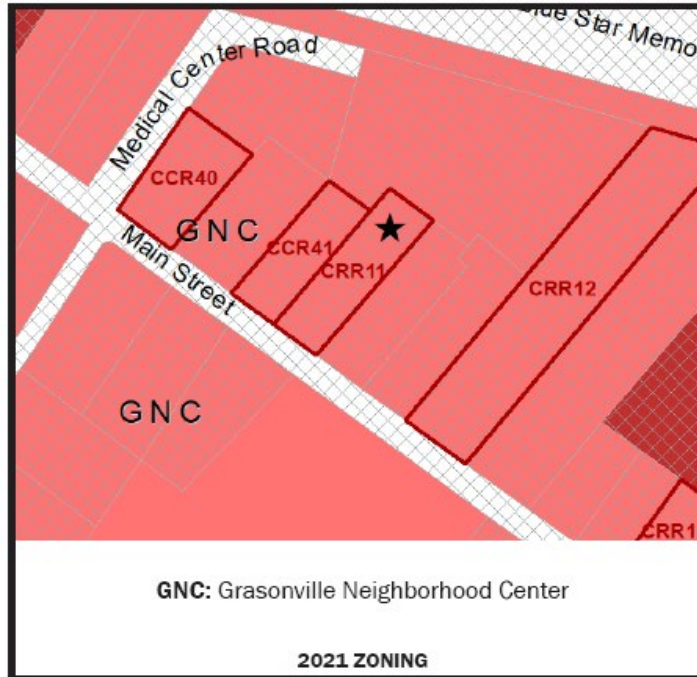 Blue Star Memo
Medical Center Road
CCR40
GNC
CCR41
CRR11
CRR12
Main Street
GNC
CRR1
GNC: Grasonville Neighborhood Center
2021 ZONING